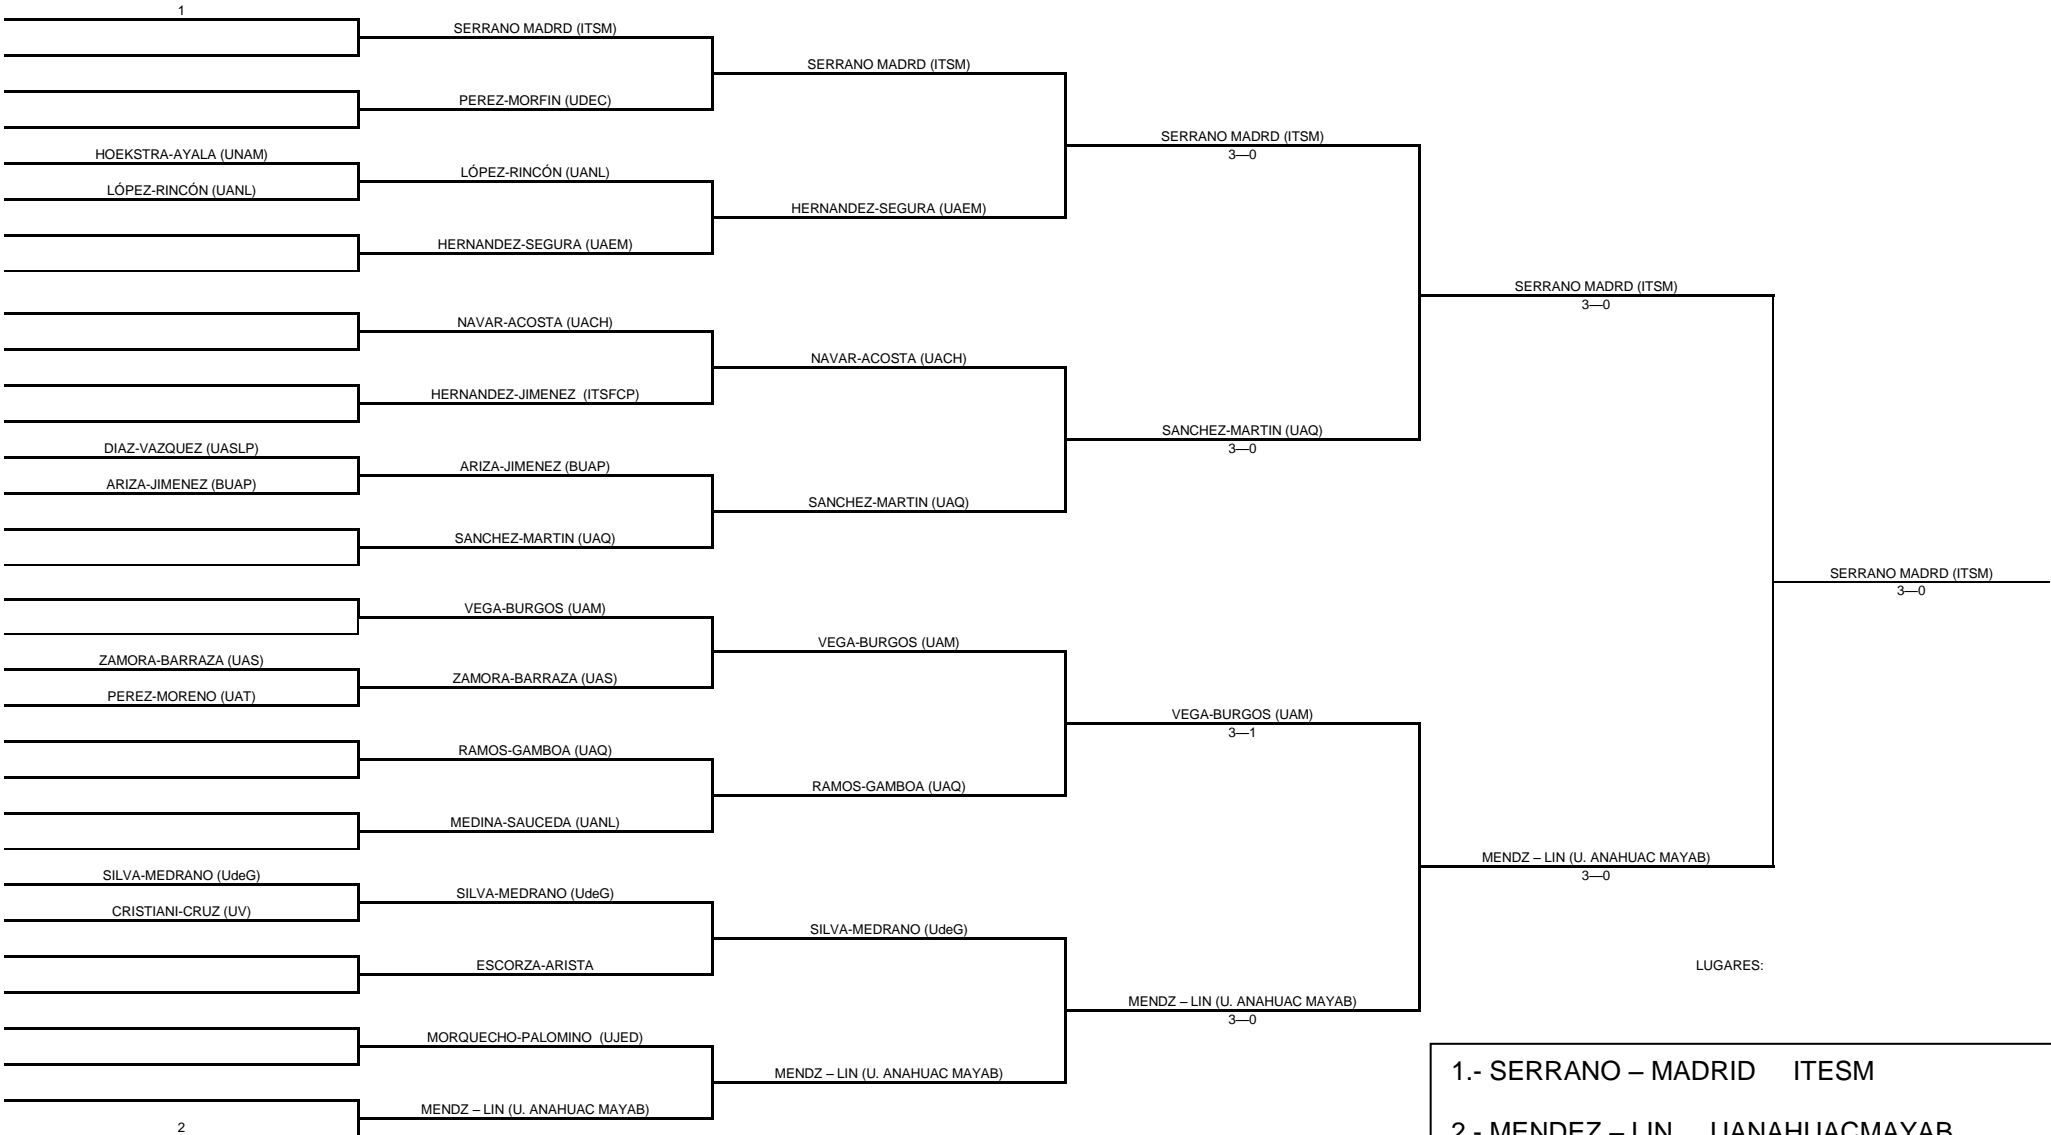 1
SERRANO MADRD (ITSM)
SERRANO MADRD (ITSM)
PEREZ-MORFIN (UDEC)
SERRANO MADRD (ITSM)
3—0
HOEKSTRA-AYALA (UNAM)
LÓPEZ-RINCÓN (UANL)
LÓPEZ-RINCÓN (UANL)
HERNANDEZ-SEGURA (UAEM)
HERNANDEZ-SEGURA (UAEM)
SERRANO MADRD (ITSM)
3—0
NAVAR-ACOSTA (UACH)
NAVAR-ACOSTA (UACH)
HERNANDEZ-JIMENEZ (ITSFCP)
SANCHEZ-MARTIN (UAQ)
3—0
DIAZ-VAZQUEZ (UASLP)
ARIZA-JIMENEZ (BUAP)
ARIZA-JIMENEZ (BUAP)
SANCHEZ-MARTIN (UAQ)
SANCHEZ-MARTIN (UAQ)
SERRANO MADRD (ITSM)
3—0
VEGA-BURGOS (UAM)
VEGA-BURGOS (UAM)
ZAMORA-BARRAZA (UAS)
ZAMORA-BARRAZA (UAS)
PEREZ-MORENO (UAT)
VEGA-BURGOS (UAM)
3—1
RAMOS-GAMBOA (UAQ)
RAMOS-GAMBOA (UAQ)
MEDINA-SAUCEDA (UANL)
MENDZ – LIN (U. ANAHUAC MAYAB)
3—0
SILVA-MEDRANO (UdeG)
SILVA-MEDRANO (UdeG)
CRISTIANI-CRUZ (UV)
SILVA-MEDRANO (UdeG)
ESCORZA-ARISTA
LUGARES:
MENDZ – LIN (U. ANAHUAC MAYAB)
3—0
MORQUECHO-PALOMINO (UJED)
MENDZ – LIN (U. ANAHUAC MAYAB)
MENDZ – LIN (U. ANAHUAC MAYAB)
2
1.- SERRANO – MADRID ITESM
2.- MENDEZ – LIN UANAHUACMAYAB